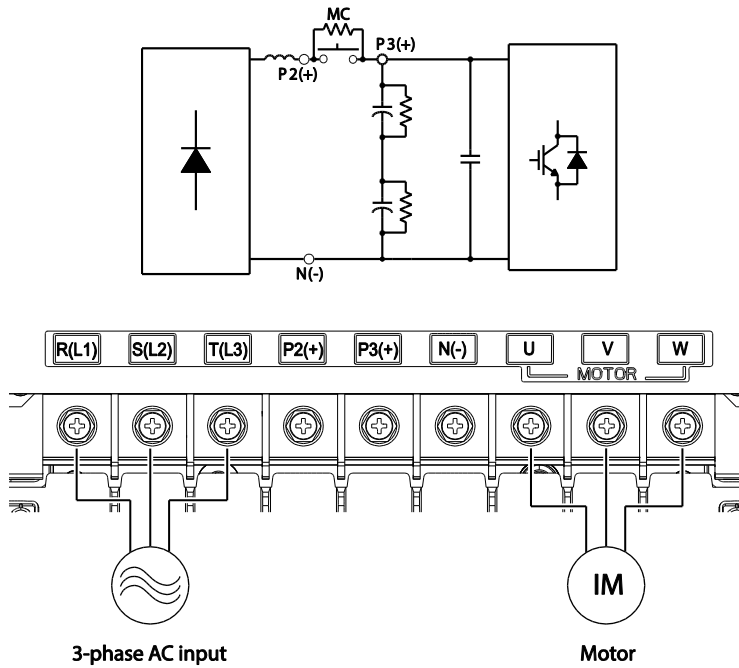 MC
P3(+)
P2(+)
N(-)
R(L1) S(L2) T(L3) P2(+) P3(+) N(-) U V W
MOTOR
IM
3-phase AC input
Motor